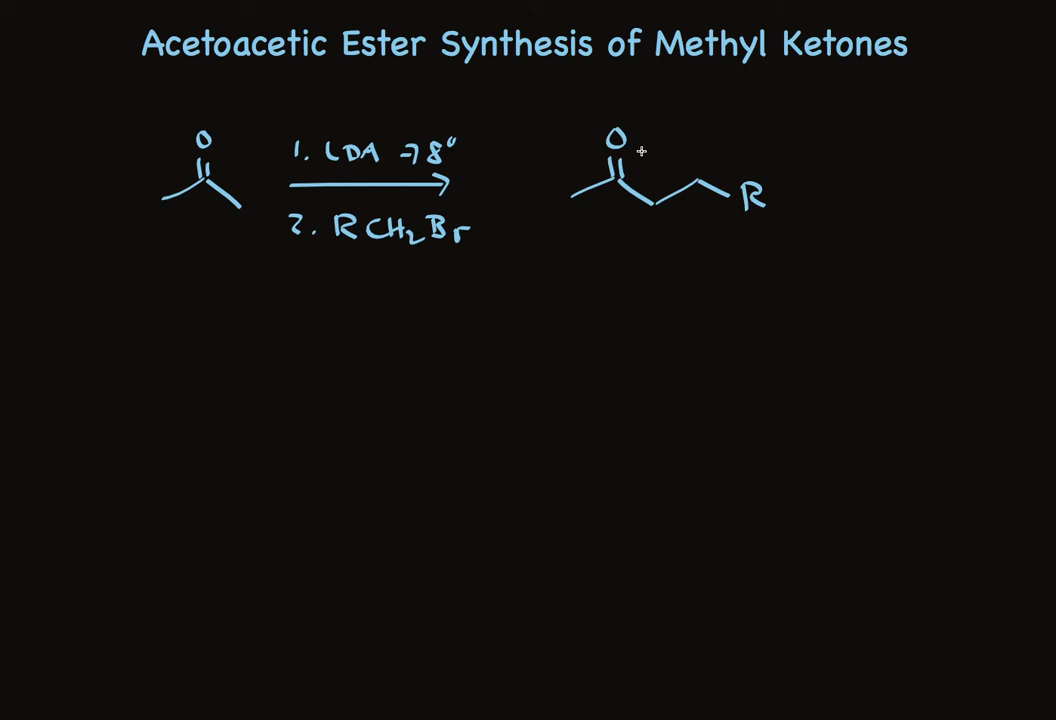 Acetoacetic Ester Synthesis of Methyl Ketones
O
1. LDA -78°
2. RCH₂Br
O
R